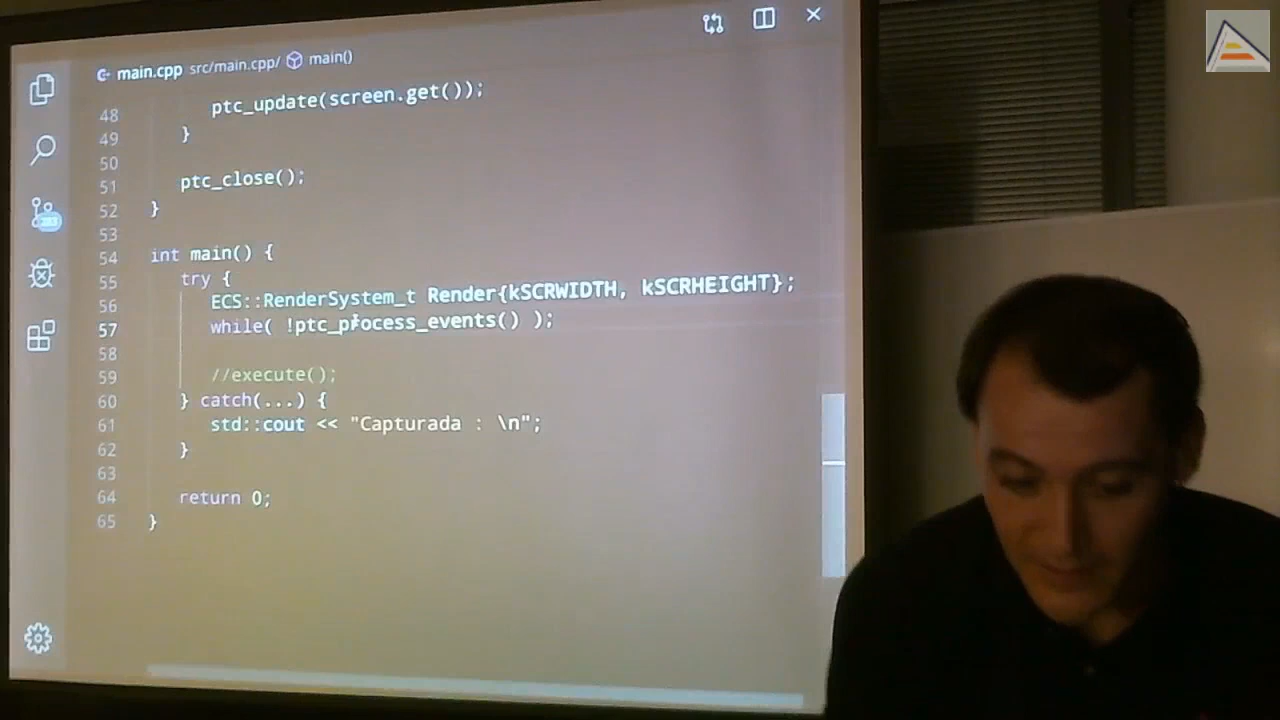 main.cpp src/main.cpp/ main()
48 ptc_update(screen.get());
49 }
50
51 ptc_close();
52 }
53
54 int main() {
55 try {
56 ECS::RenderSystem_t Render{kSCRWIDTH, kSCRHEIGHT};
57 while( !ptc_process_events() );
58
59 //execute();
60 } catch(...) {
61 std::cout << "Capturada : \n";
62 }
63
64 return 0;
65 }